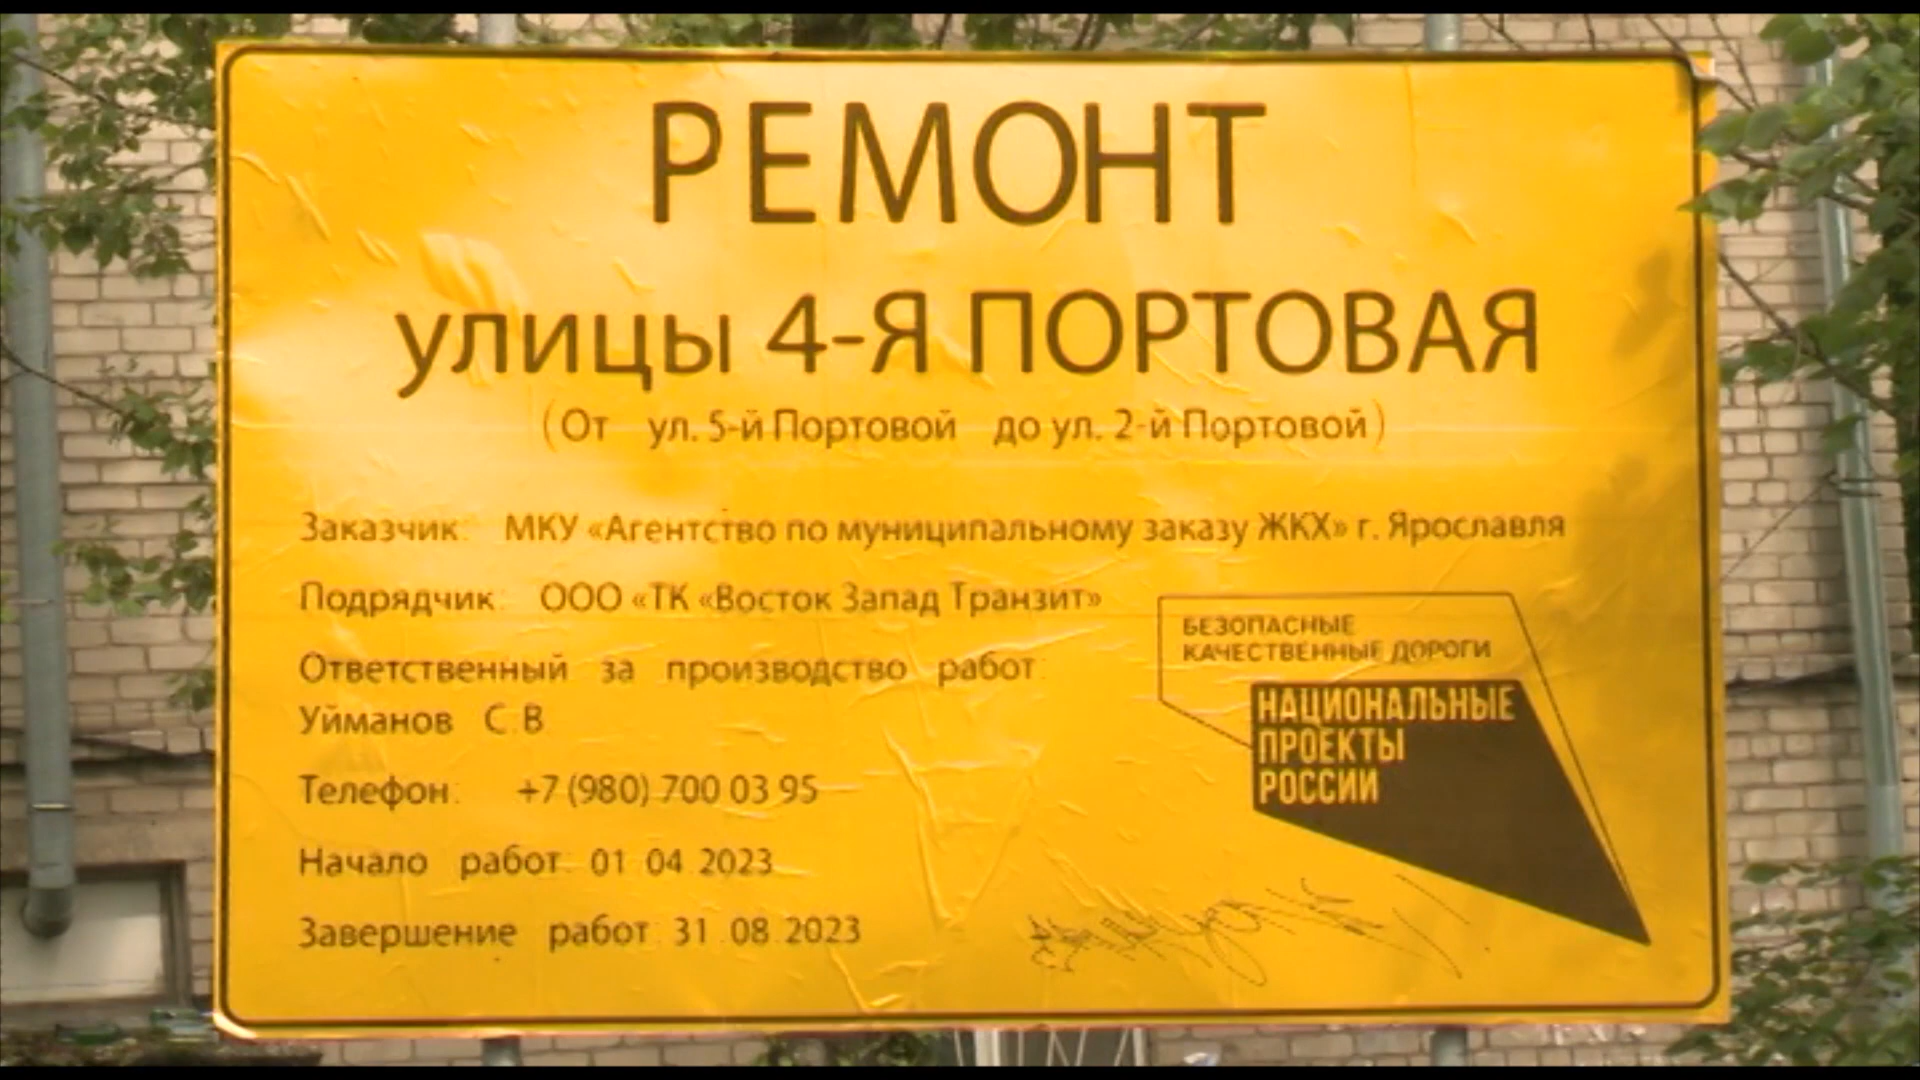 РЕМОНТ
улицы 4-Я ПОРТОВАЯ
(От ул. 5-й Портовой до ул. 2-й Портовой)
Заказчик: МКУ «Агентство по муниципальному заказу ЖКХ» г. Ярославля
Подрядчик: ООО «ТК «Восток Запад Транзит»
БЕЗОПАСНЫЕ
КАЧЕСТВЕННЫЕ ДОРОГИ
Ответственный за производство работ:
Уйманов С.В
НАЦИОНАЛЬНЫЕ
ПРОЕКТЫ
РОССИИ
Телефон: +7 (980) 700 03 95
Начало работ: 01.04.2023
Завершение работ: 31.08.2023